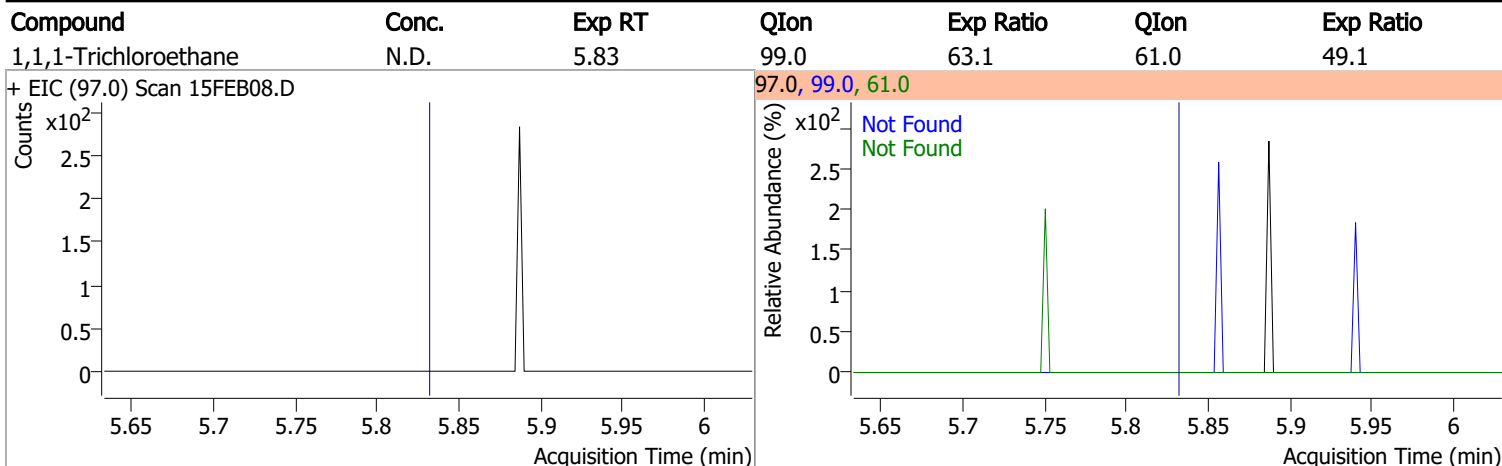 Compound Conc. Exp RT QIon Exp Ratio QIon Exp Ratio
1,1,1-Trichloroethane N.D. 5.83 99.0 63.1 61.0 49.1
+ EIC (97.0) Scan 15FEB08.D
Counts
x10²
2.5
2
1.5
1
0.5
0
5.65 5.7 5.75 5.8 5.85 5.9 5.95 6
Acquisition Time (min)
97.0, 99.0, 61.0
Relative Abundance (%)
x10²
Not Found
Not Found
2.5
2
1.5
1
0.5
0
5.65 5.7 5.75 5.8 5.85 5.9 5.95 6
Acquisition Time (min)